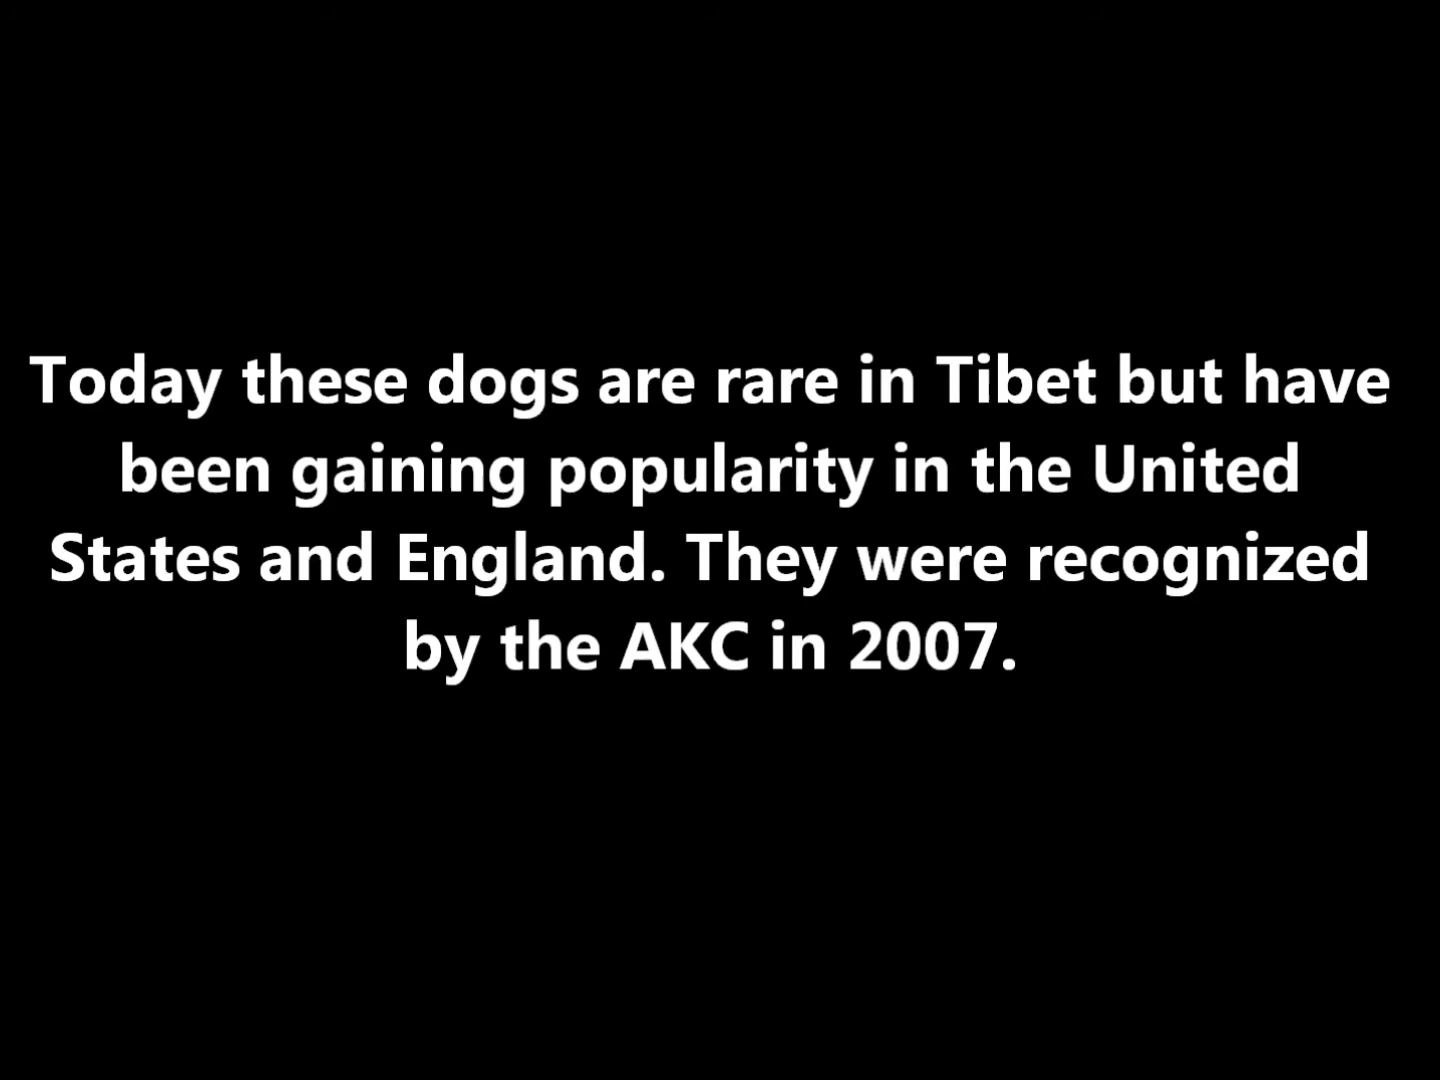 Today these dogs are rare in Tibet but have
been gaining popularity in the United
States and England. They were recognized
by the AKC in 2007.